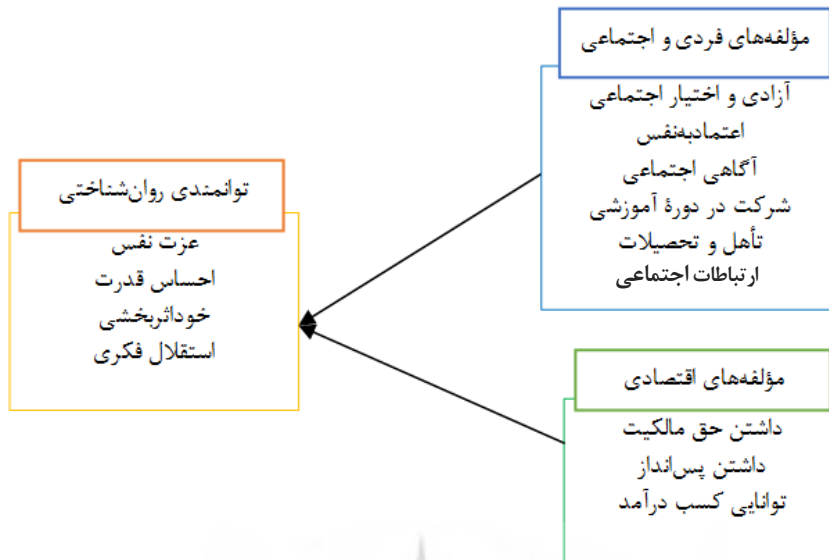 مؤلفه‌های فردی و اجتماعی
آزادی و اختیار اجتماعی
اعتمادبه‌نفس
آگاهی اجتماعی
شرکت در دورۀ آموزشی
تأهل و تحصیلات
ارتباطات اجتماعی
توانمندی روان‌شناختی
عزت نفس
احساس قدرت
خوداثربخشی
استقلال فکری
مؤلفه‌های اقتصادی
داشتن حق مالکیت
داشتن پس‌انداز
توانایی کسب درآمد